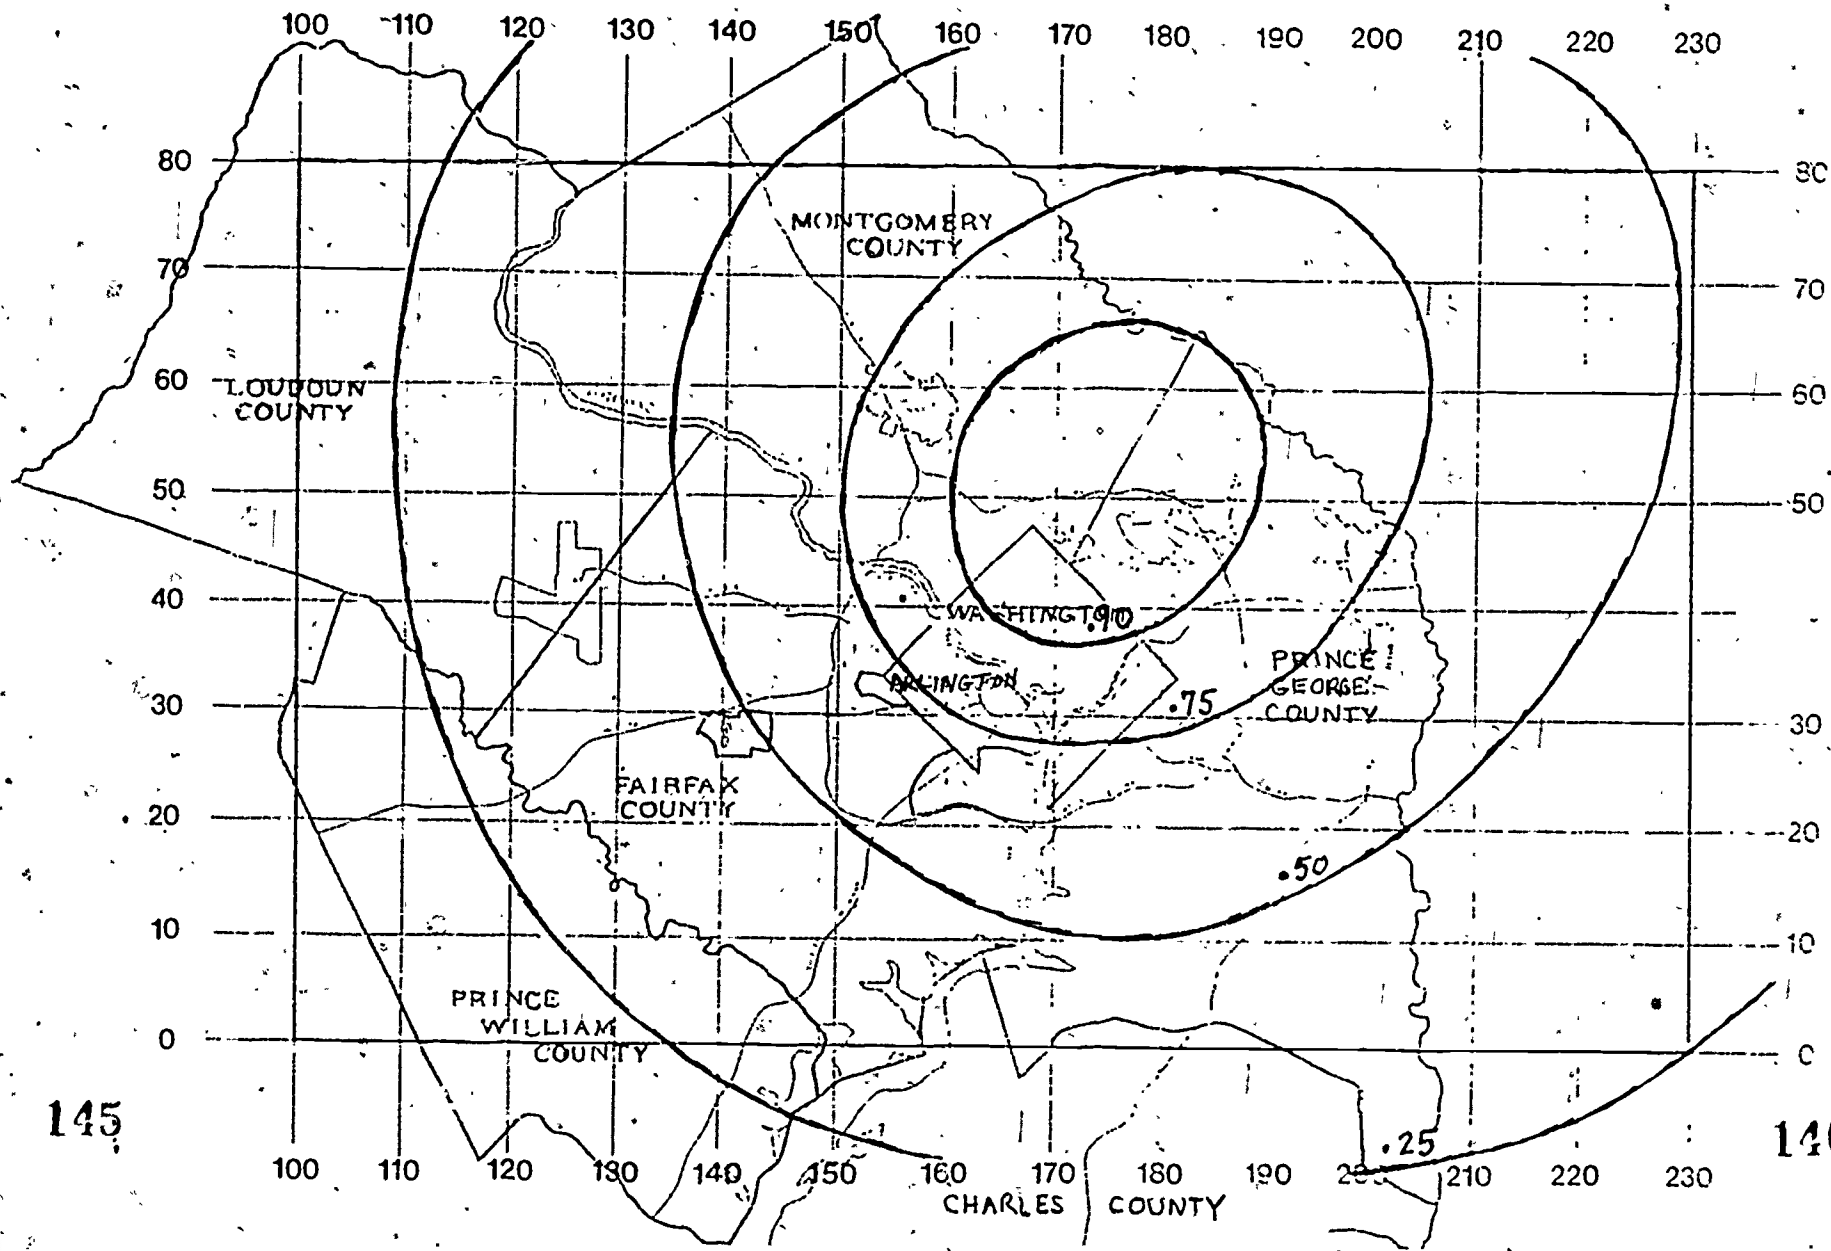 100 110 120 130 140 150 160 170 180 190 200 210 220 230
80 80
MONTGOMERY
COUNTY
70 70
60 60
LOUDOUN
COUNTY
50 50
40
WASHINGTON
.90
PRINCE
GEORGE
COUNTY
ARLINGTON
.75
30 30
FAIRFAX
COUNTY
20 20
.50
10 10
PRINCE
WILLIAM
COUNTY
0 0
145
.25
100 110 120 130 140 150 160 170 180 190 210 220 230
CHARLES COUNTY